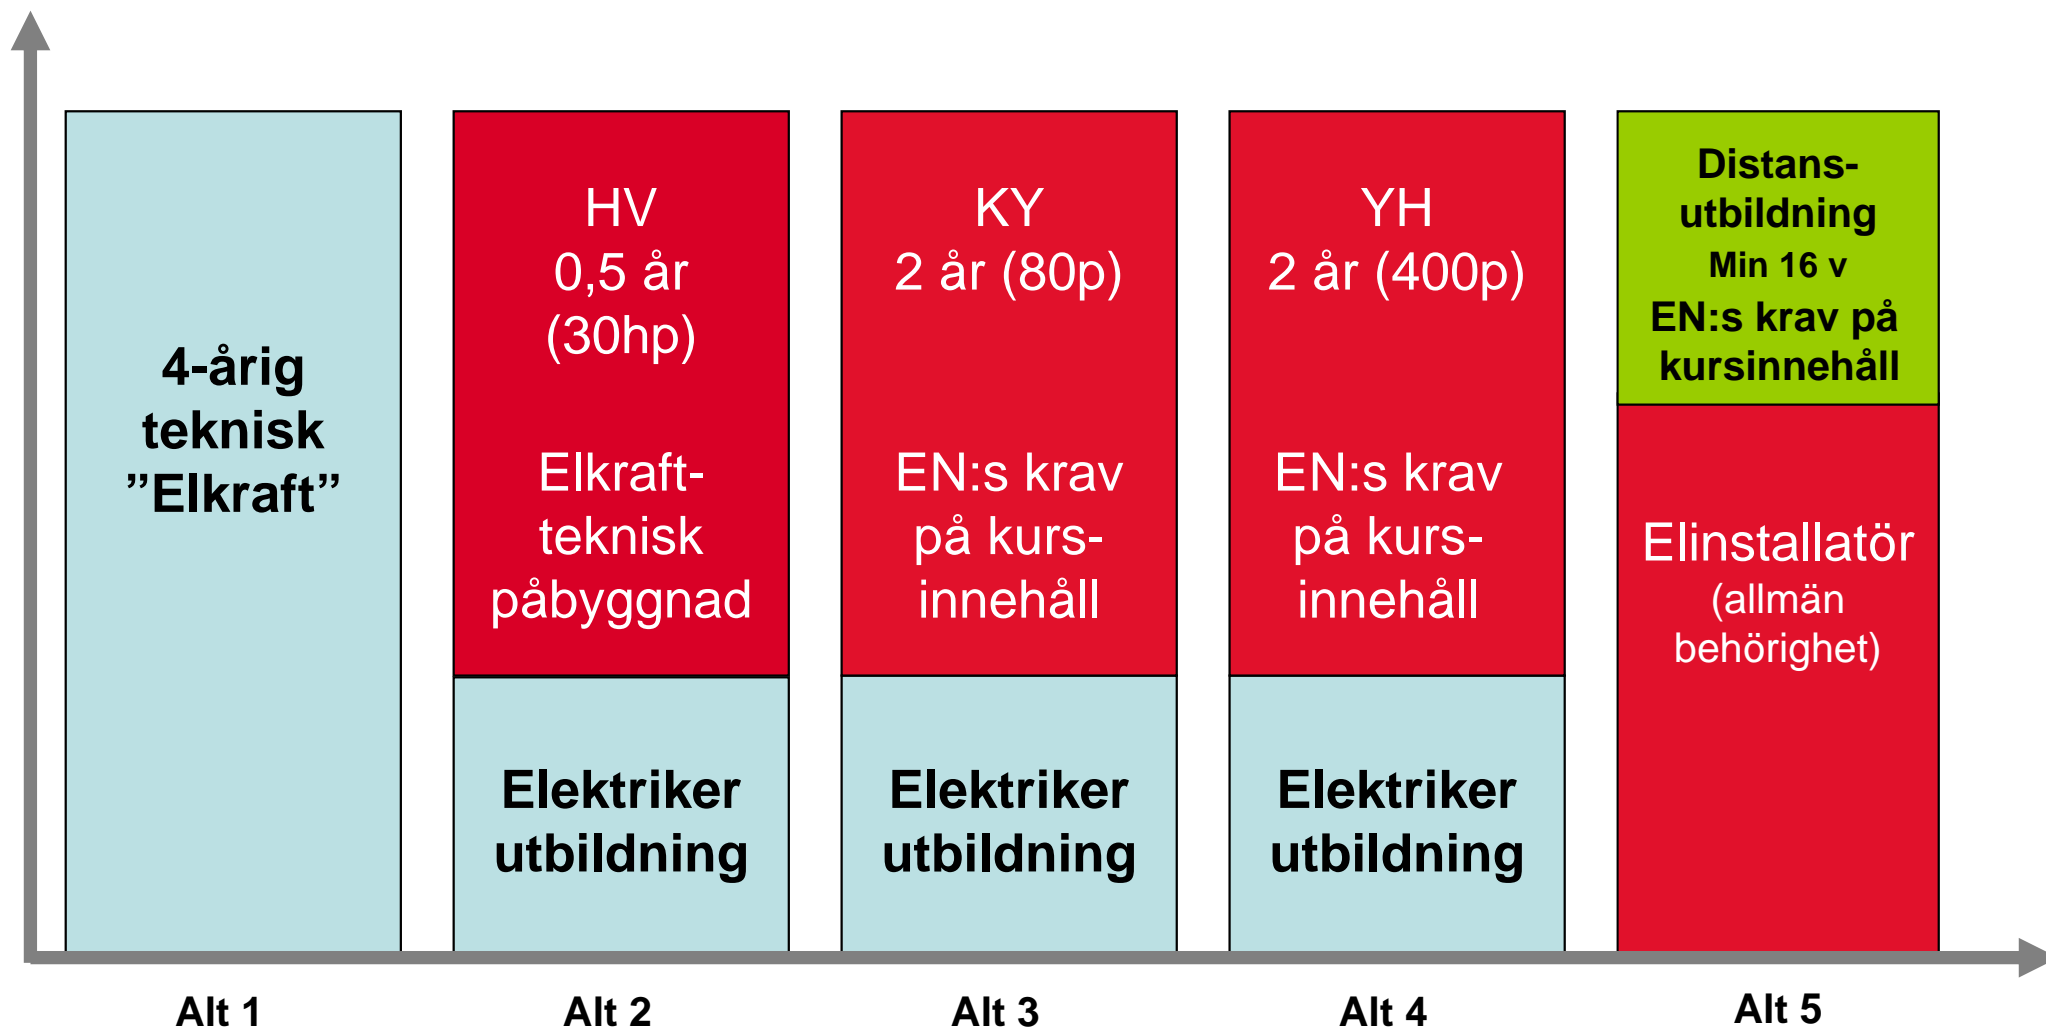 4-årig
teknisk
”Elkraft”
HV
0,5 år
(30hp)
Elkraft-
teknisk
påbyggnad
Elektriker
utbildning
KY
2 år (80p)
EN:s krav
på kurs-
innehåll
Elektriker
utbildning
YH
2 år (400p)
EN:s krav
på kurs-
innehåll
Elektriker
utbildning
Distans-
utbildning
Min 16 v
EN:s krav på
kursinnehåll
Elinstallatör
(allmän
behörighet)
Alt 1
Alt 2
Alt 3
Alt 4
Alt 5